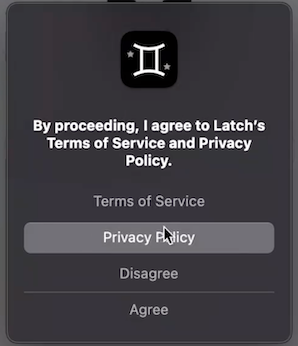 By proceeding, I agree to Latch's
Terms of Service and Privacy
Policy.
Terms of Service
Privacy Policy
Disagree
Agree